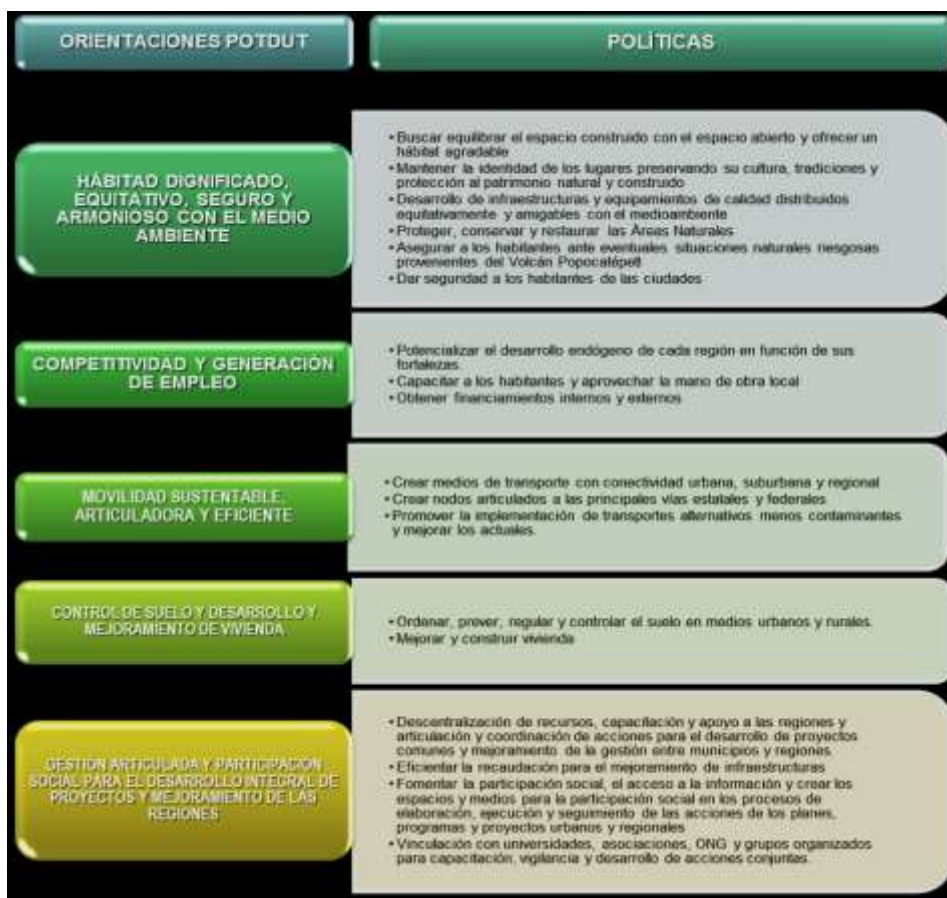 ORIENTACIONES POTDUT
POLÍTICAS
HÁBITAD DIGNIFICADO,
EQUITATIVO, SEGURO Y
ARMONIOSO CON EL MEDIO
AMBIENTE
• Buscar equilibrar el espacio construido con el espacio abierto y ofrecer un
hábitat agradable
• Mantener la identidad de los lugares preservando su cultura, tradiciones y
protección al patrimonio natural y construido
• Desarrollo de infraestructuras y equipamientos de calidad distribuidos
equitativamente y amigables con el medioambiente
• Proteger, conservar y restaurar las Áreas Naturales
• Asegurar a los habitantes ante eventuales situaciones naturales riesgosas
provenientes del Volcán Popocatépetl
• Dar seguridad a los habitantes de las ciudades
COMPETITIVIDAD Y GENERACIÓN
DE EMPLEO
• Potencializar el desarrollo endógeno de cada región en función de sus
fortalezas.
• Capacitar a los habitantes y aprovechar la mano de obra local
• Obtener financiamientos internos y externos
MOVILIDAD SUSTENTABLE,
ARTICULADORA Y EFICIENTE
• Crear medios de transporte con conectividad urbana, suburbana y regional
• Crear nodos articulados a las principales vías estatales y federales
• Promover la implementación de transportes alternativos menos contaminantes
y mejorar los actuales.
CONTROL DE SUELO Y DESARROLLO Y
MEJORAMIENTO DE VIVIENDA
• Ordenar, prever, regular y controlar el suelo en medios urbanos y rurales.
• Mejorar y construir vivienda
GESTIÓN ARTICULADA Y PARTICIPACIÓN
SOCIAL PARA EL DESARROLLO INTEGRAL DE
PROYECTOS Y MEJORAMIENTO DE LAS
REGIONES
• Descentralización de recursos, capacitación y apoyo a las regiones y
articulación y coordinación de acciones para el desarrollo de proyectos
comunes y mejoramiento de la gestión entre municipios y regiones
• Eficientar la recaudación para el mejoramiento de infraestructuras
• Fomentar la participación social, el acceso a la información y crear los
espacios y medios para la participación social en los procesos de
elaboración, ejecución y seguimiento de las acciones de los planes,
programas y proyectos urbanos y regionales
• Vinculación con universidades, asociaciones, ONG y grupos organizados
para capacitación, vigilancia y desarrollo de acciones conjuntas.